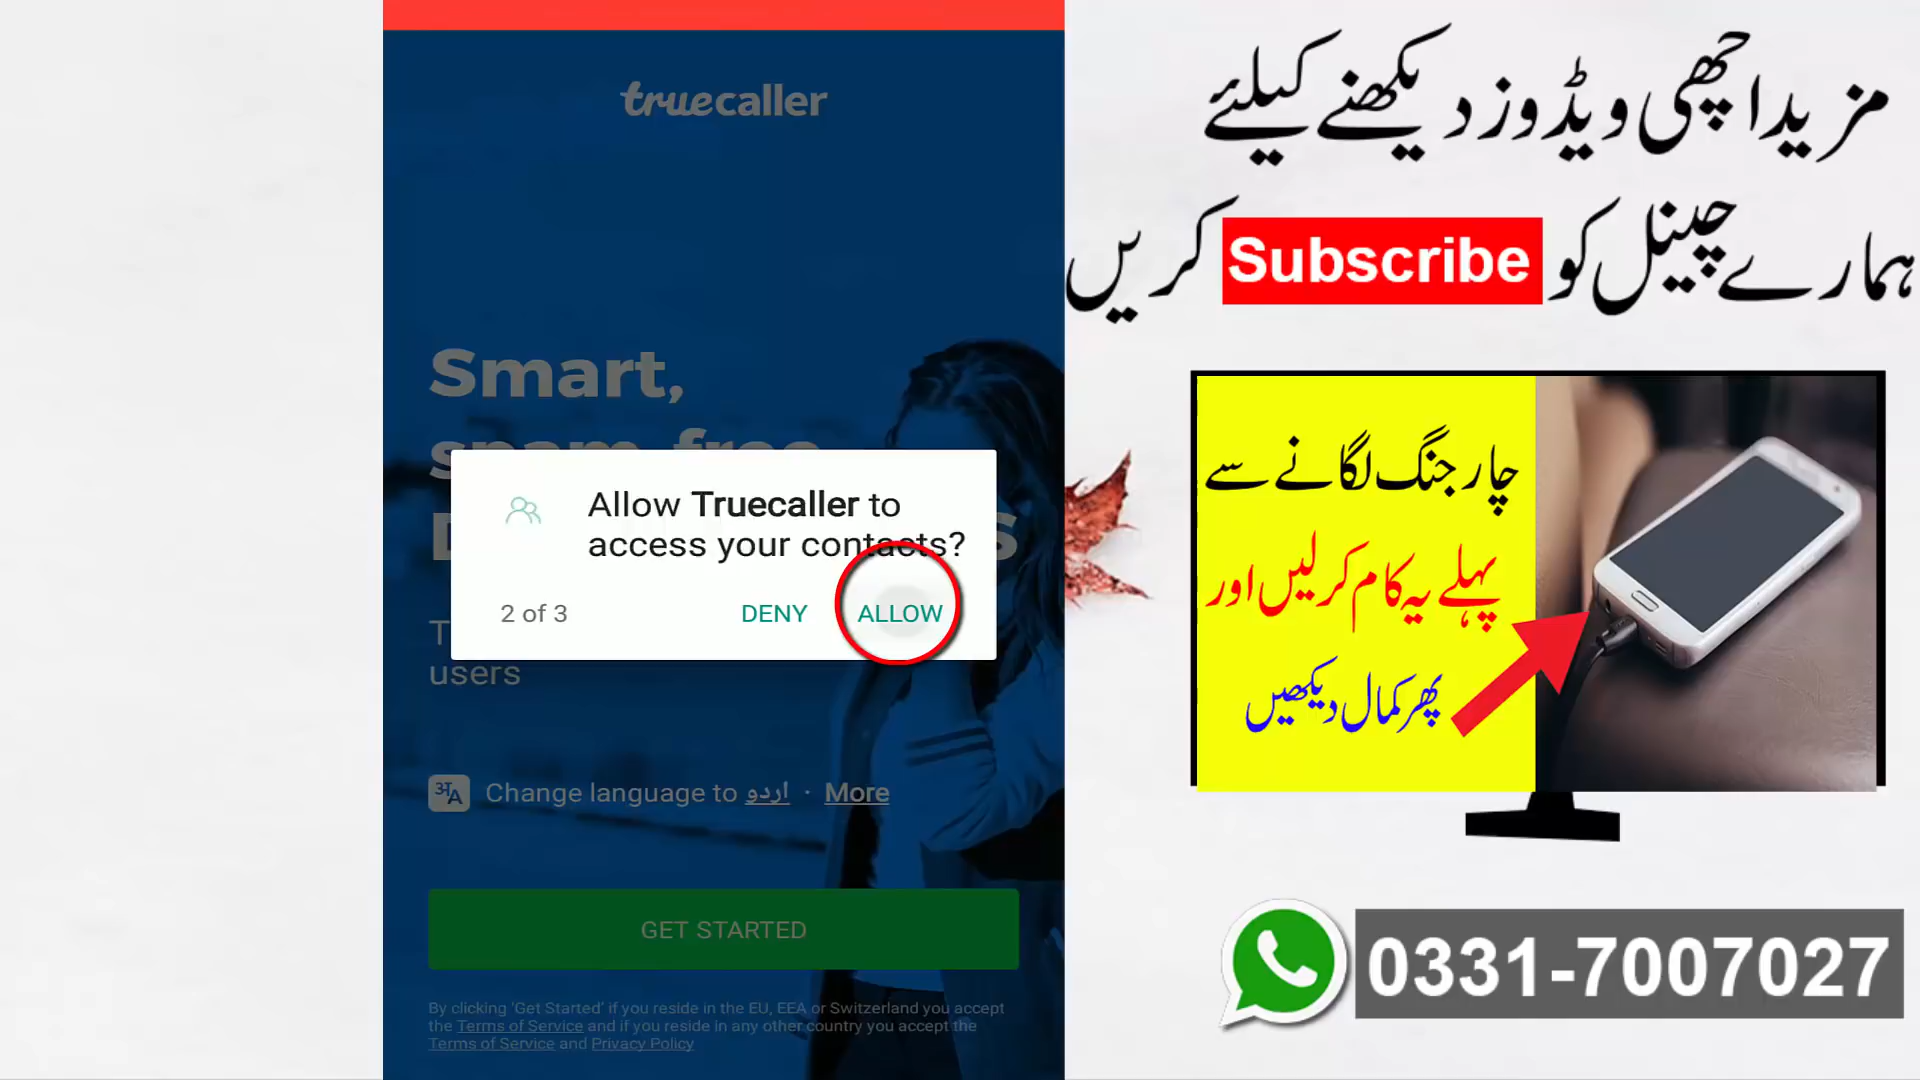 truecaller
Smart,
spam-free
Allow Truecaller to
access your contacts?
2 of 3
DENY
ALLOW
users
Change language to اردو · More
GET STARTED
By clicking 'Get Started' if you reside in the EU, EEA or Switzerland you accept
the Terms of Service and if you reside in any other country you accept the
Terms of Service and Privacy Policy
مزید اچھی ویڈوز دیکھنے کیلئے
ہمارے چینل کو Subscribe کریں
چارجنگ لگانے سے
پہلے یہ کام کرلیں اور
پھر کمال دیکھیں
0331-7007027